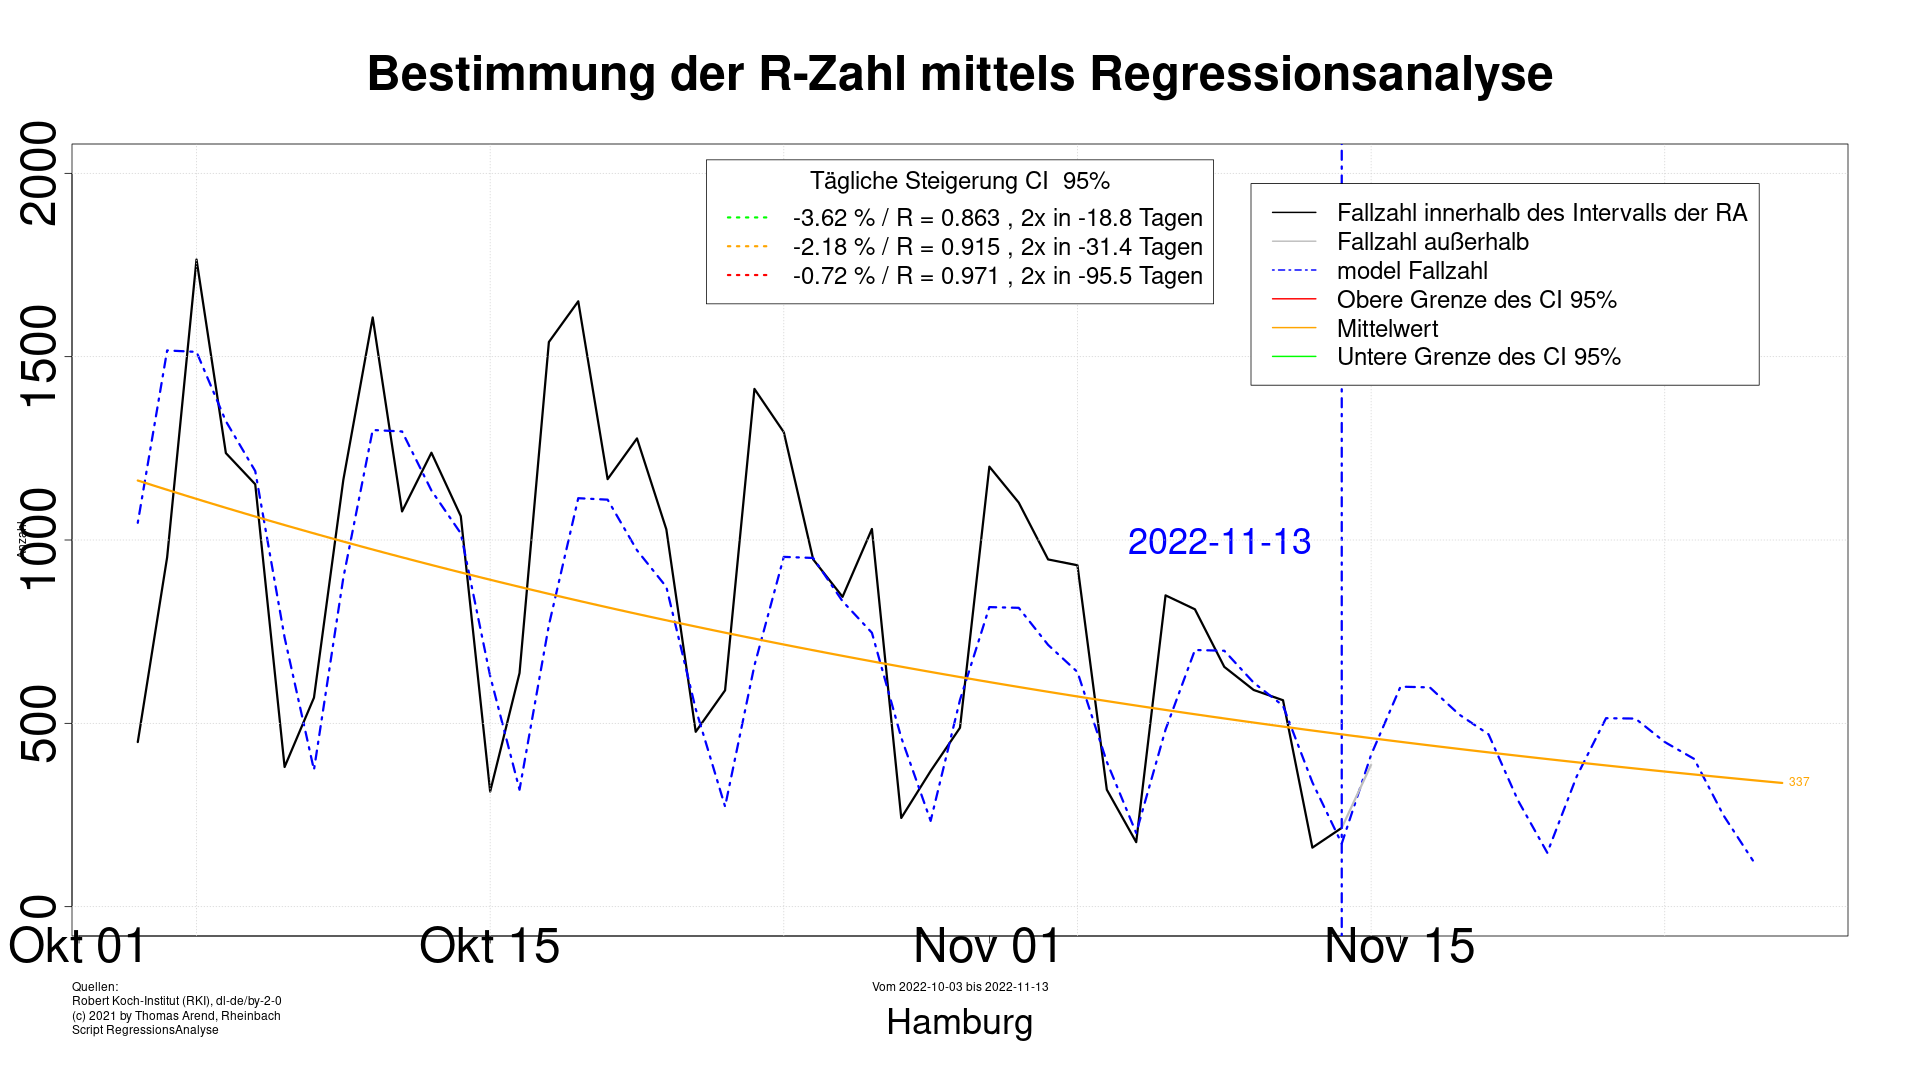 Bestimmung der R-Zahl mittels Regressionsanalyse
Tägliche Steigerung CI 95%
-3.62 % / R = 0.863 , 2x in -18.8 Tagen
-2.18 % / R = 0.915 , 2x in -31.4 Tagen
-0.72 % / R = 0.971 , 2x in -95.5 Tagen
Fallzahl innerhalb des Intervalls der RA
Fallzahl außerhalb
model Fallzahl
Obere Grenze des CI 95%
Mittelwert
Untere Grenze des CI 95%
2000
1500
1000
500
0
Anzahl
2022-11-13
337
Okt 01
Okt 15
Nov 01
Nov 15
Quellen:
Robert Koch-Institut (RKI), dl-de/by-2-0
(c) 2021 by Thomas Arend, Rheinbach
Script RegressionsAnalyse
Vom 2022-10-03 bis 2022-11-13
Hamburg